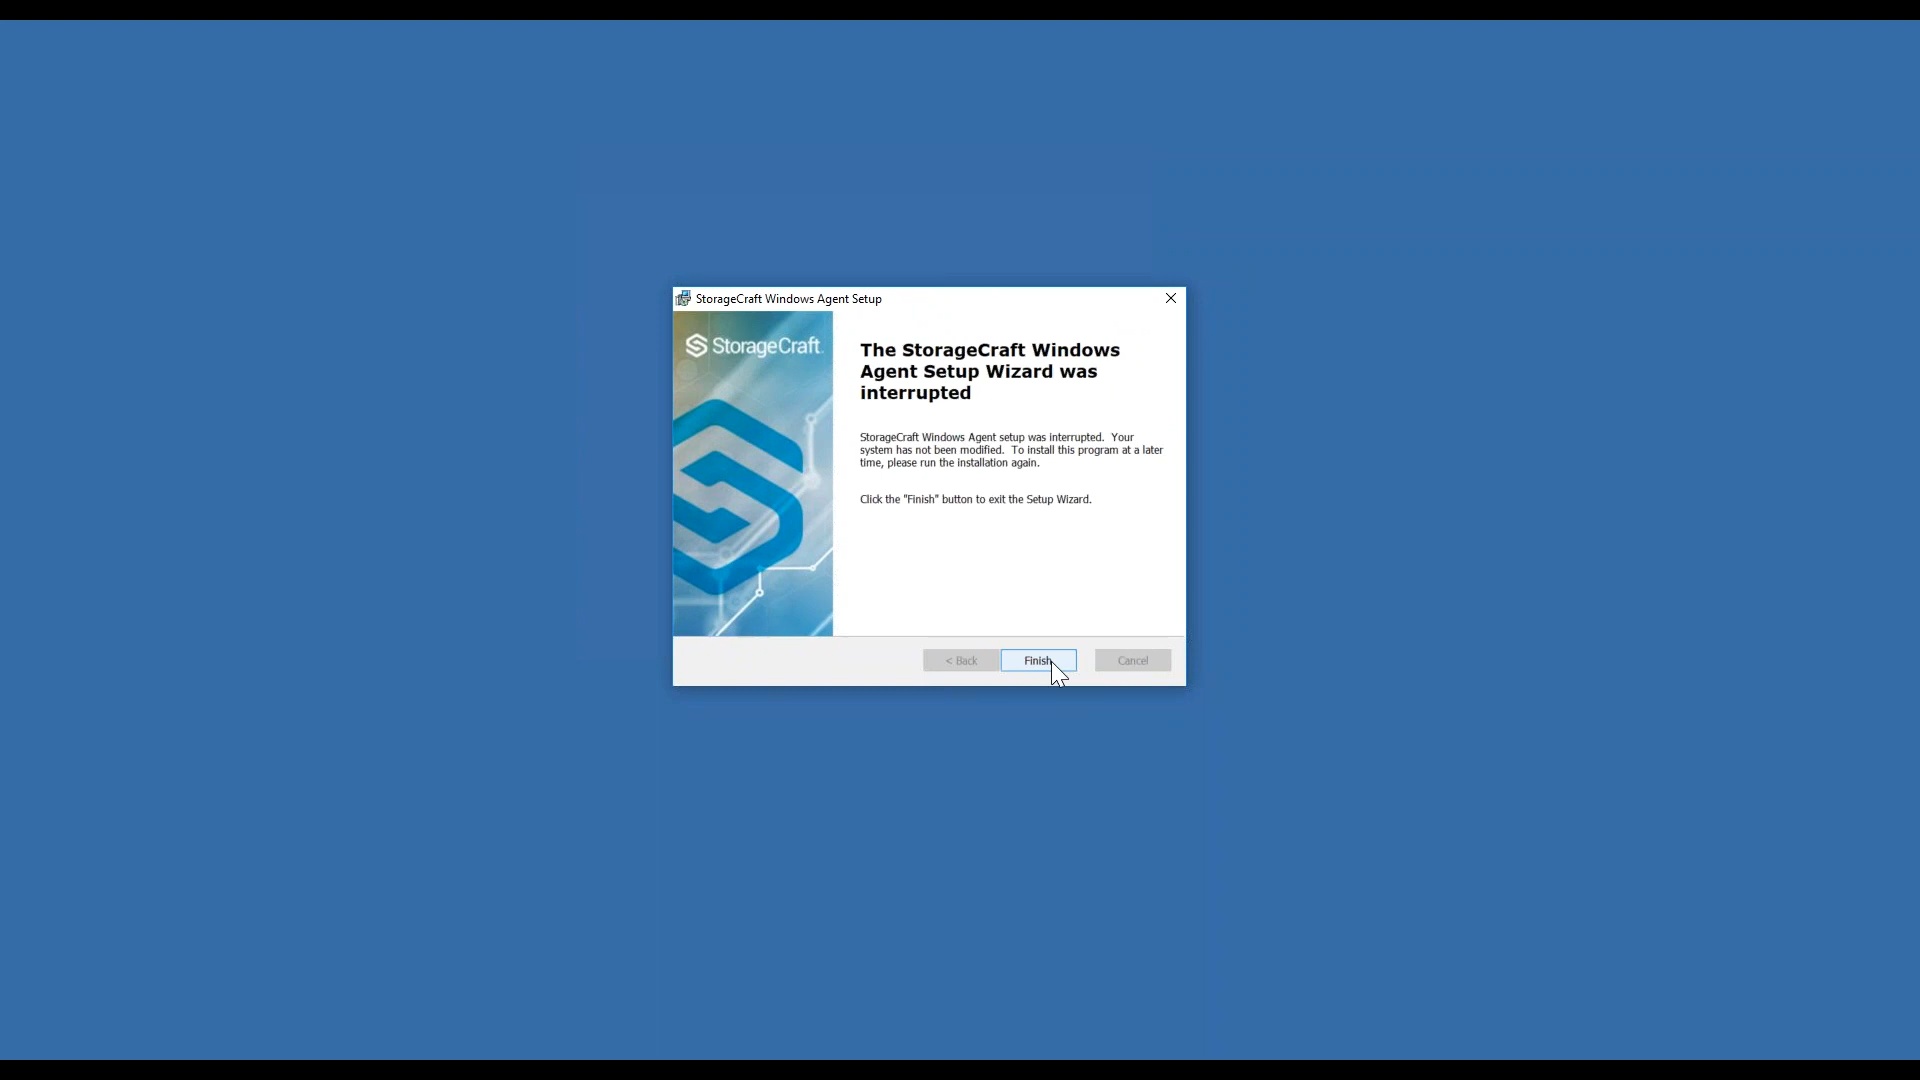 StorageCraft Windows Agent Setup
StorageCraft.
The StorageCraft Windows
Agent Setup Wizard was
interrupted
StorageCraft Windows Agent setup was interrupted. Your
system has not been modified. To install this program at a later
time, please run the installation again.
Click the "Finish" button to exit the Setup Wizard.
< Back Finish Cancel